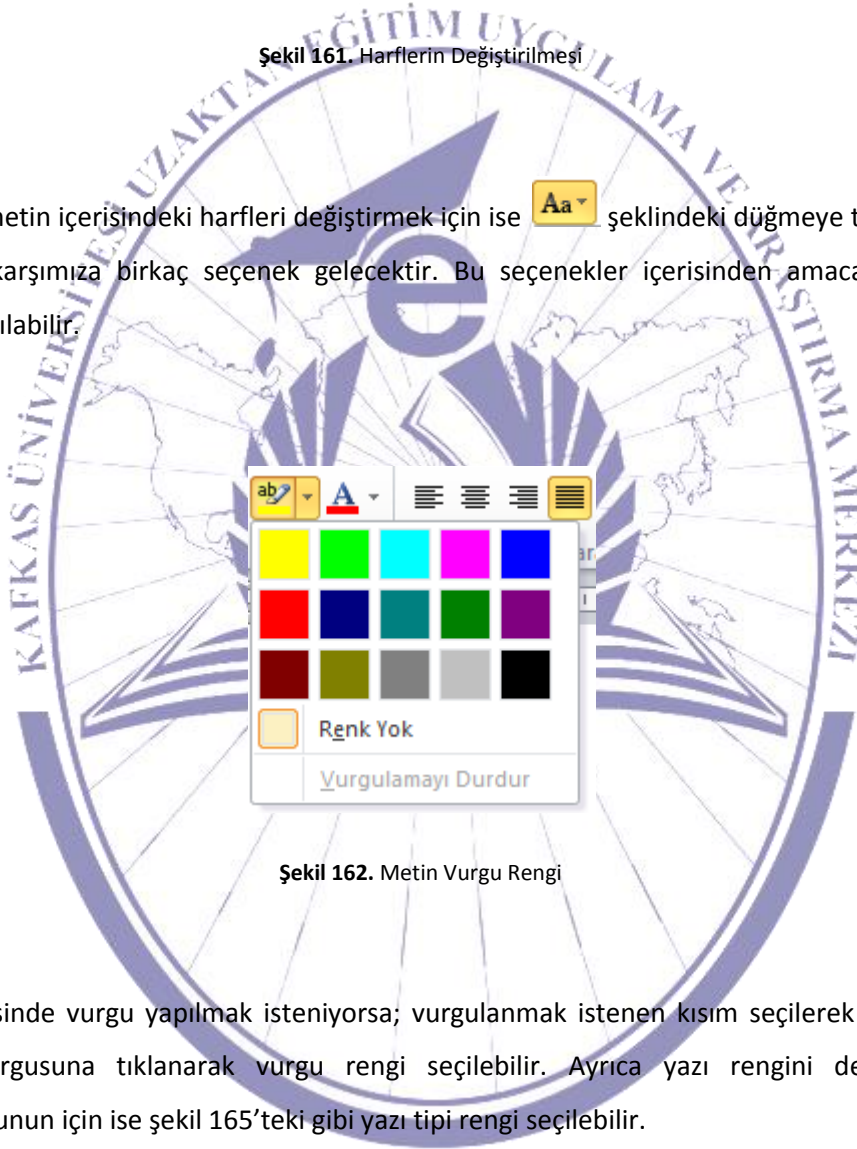 KAFKAS ÜNİVERSİTESİ UZAKTAN EĞİTİM UYGULAMA VE ARAŞTIRMA MERKEZİ
Şekil 161. Harflerin Değiştirilmesi
metin içerisindeki harfleri değiştirmek için ise Aa şeklindeki düğmeye t
karşımıza birkaç seçenek gelecektir. Bu seçenekler içerisinden amaca
ılabilir.
ab A
Renk Yok
Vurgulamayı Durdur
Şekil 162. Metin Vurgu Rengi
sinde vurgu yapılmak isteniyorsa; vurgulanmak istenen kısım seçilerek
rgusuna tıklanarak vurgu rengi seçilebilir. Ayrıca yazı rengini de
unun için ise şekil 165’teki gibi yazı tipi rengi seçilebilir.